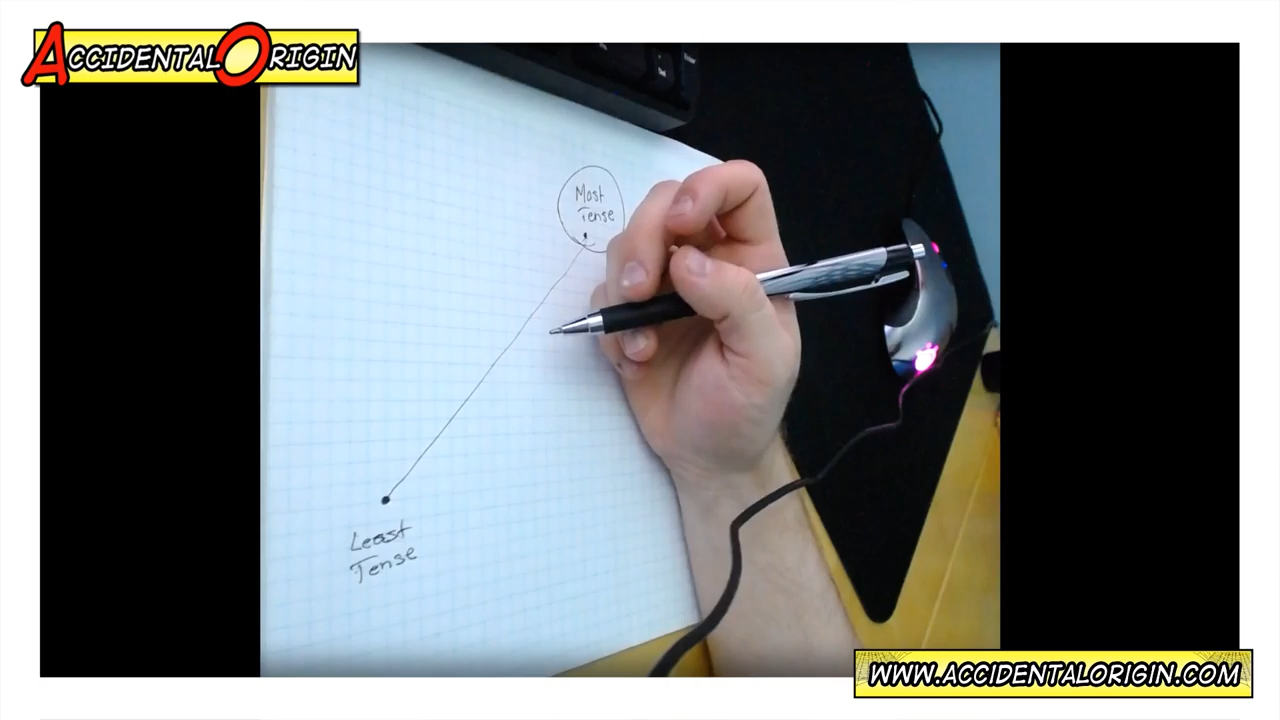 ACCIDENTAL ORIGIN
Most
Tense
Least
Tense
WWW.ACCIDENTALORIGIN.COM